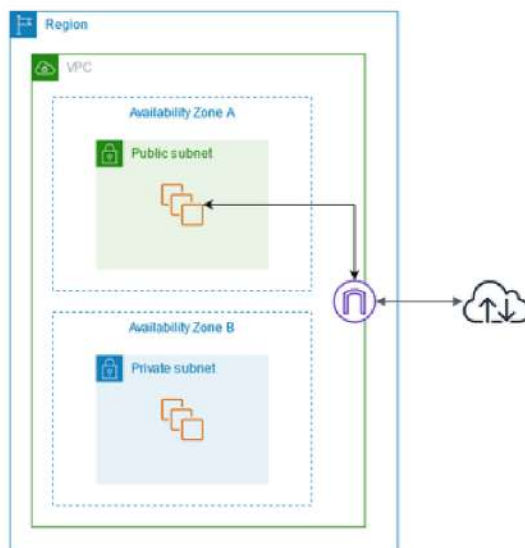 Region
VPC
Availability Zone A
Public subnet
Availability Zone B
Private subnet